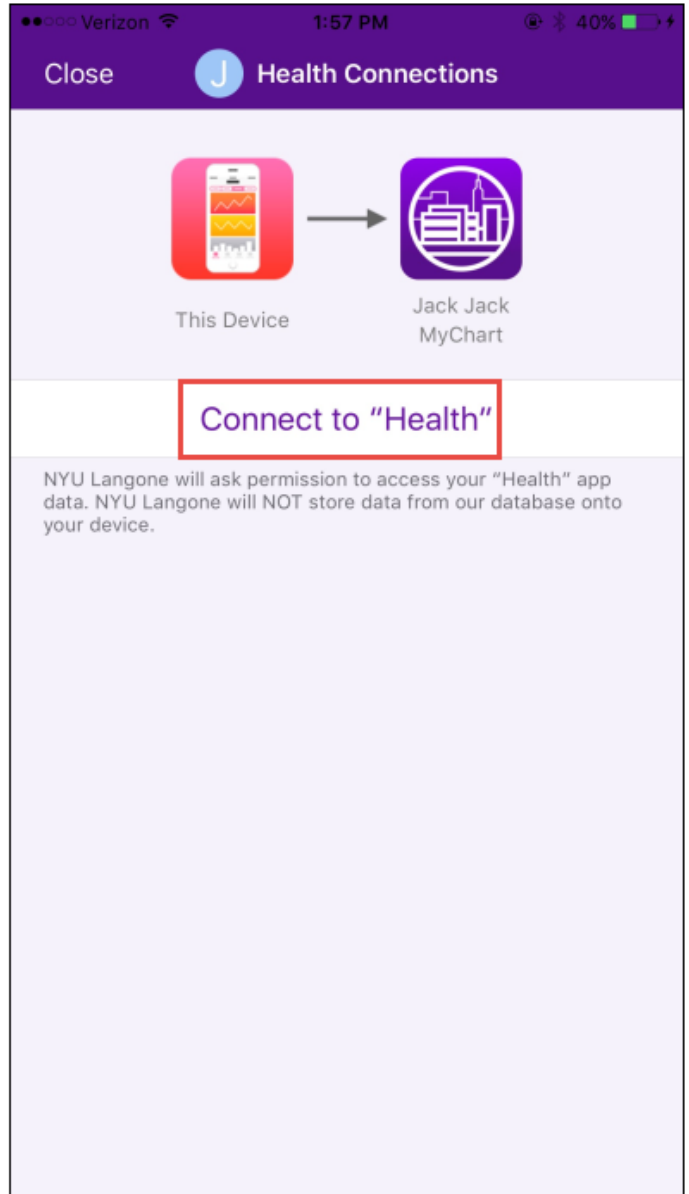 Verizon 1:57 PM 40%
Close J Health Connections
This Device
Jack Jack
MyChart
Connect to “Health”
NYU Langone will ask permission to access your “Health” app
data. NYU Langone will NOT store data from our database onto
your device.